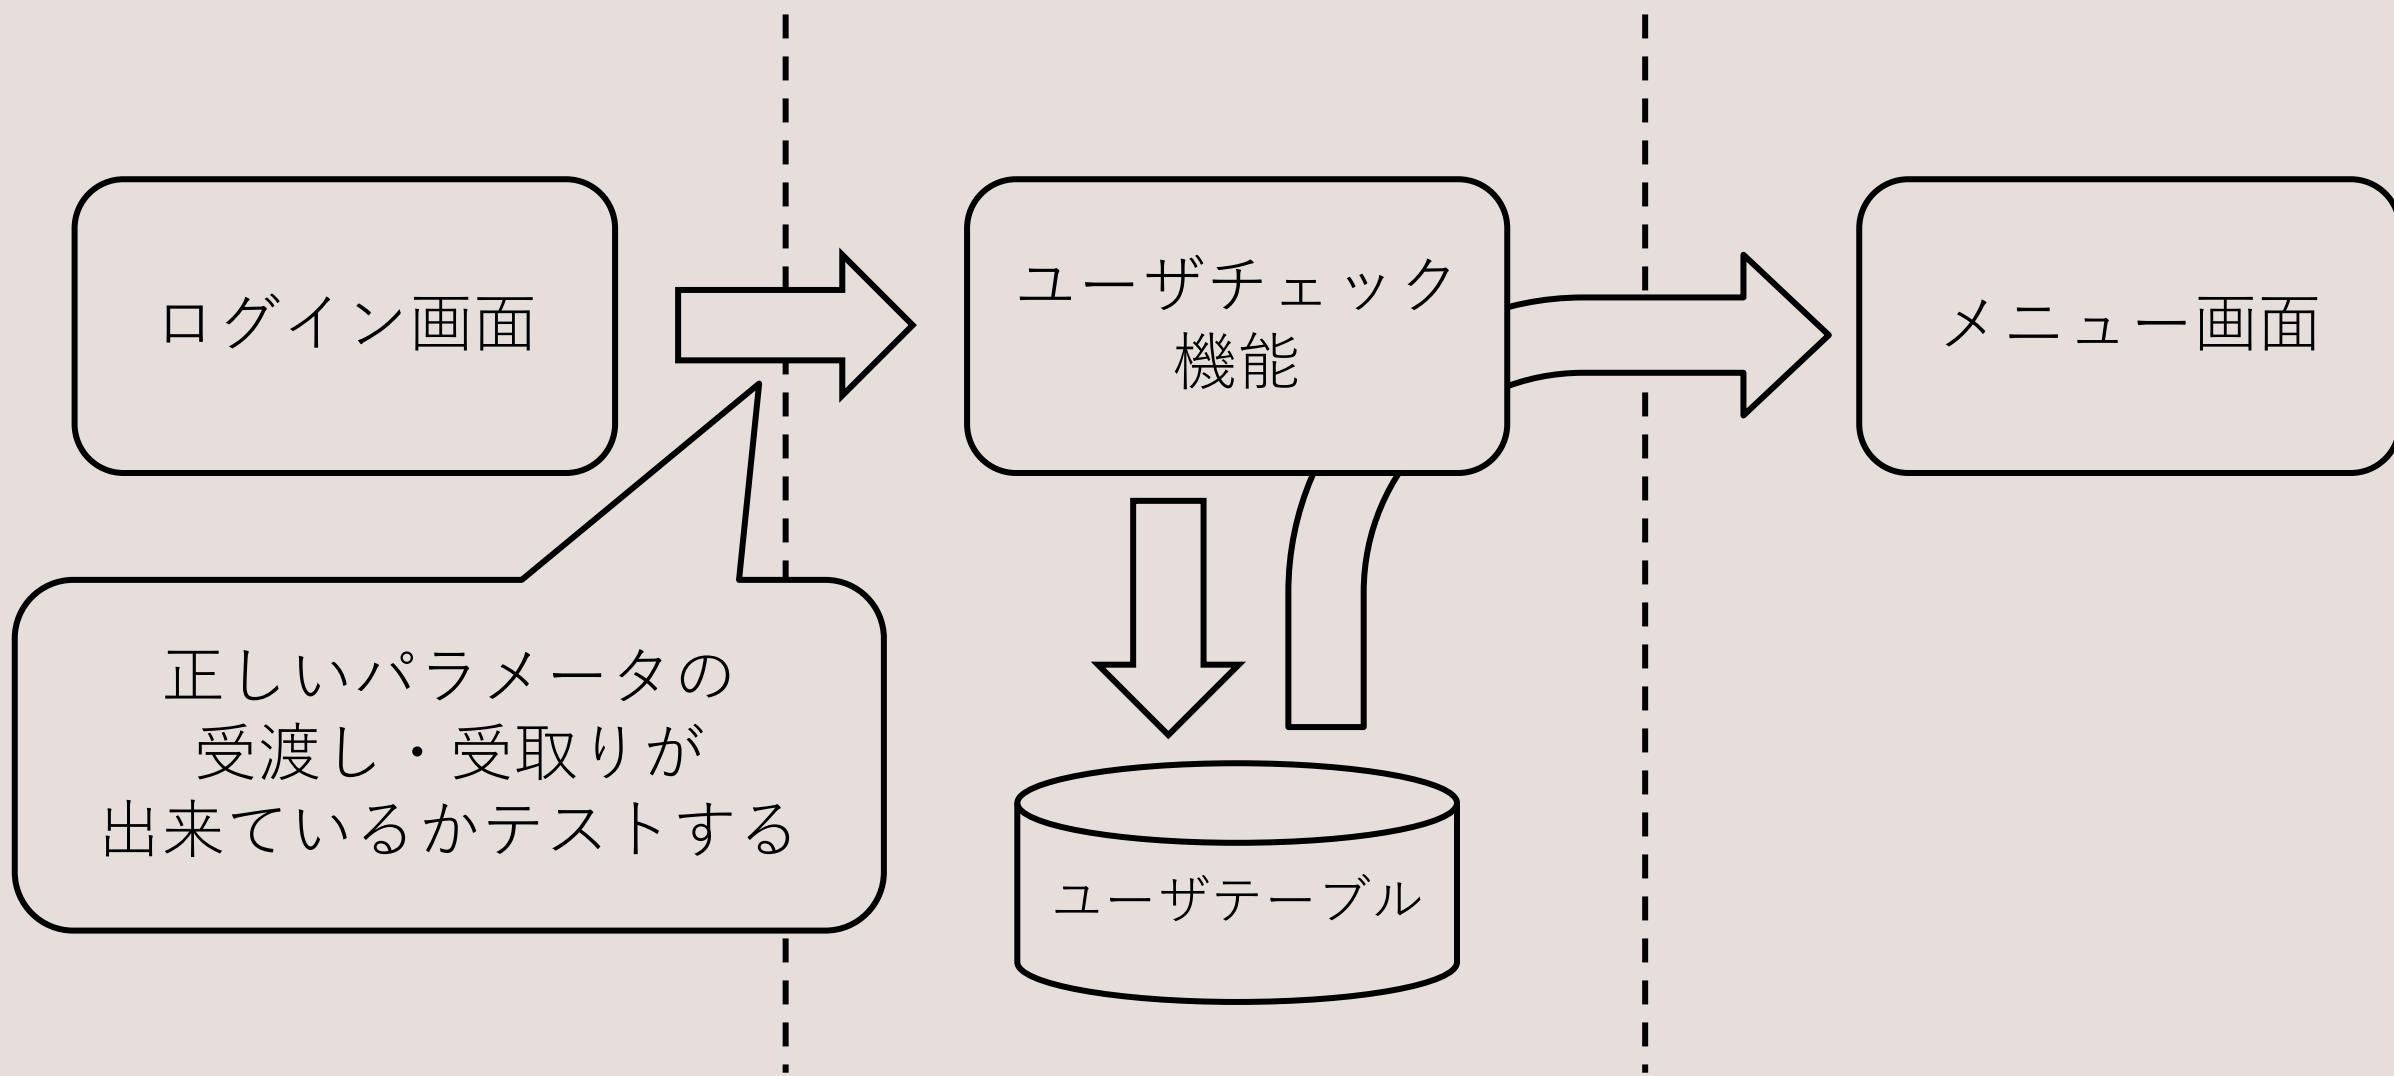 ログイン画面
ユーザチェック
機能
メニュー画面
正しいパラメータの
受渡し・受取りが
出来ているかテストする
ユーザテーブル